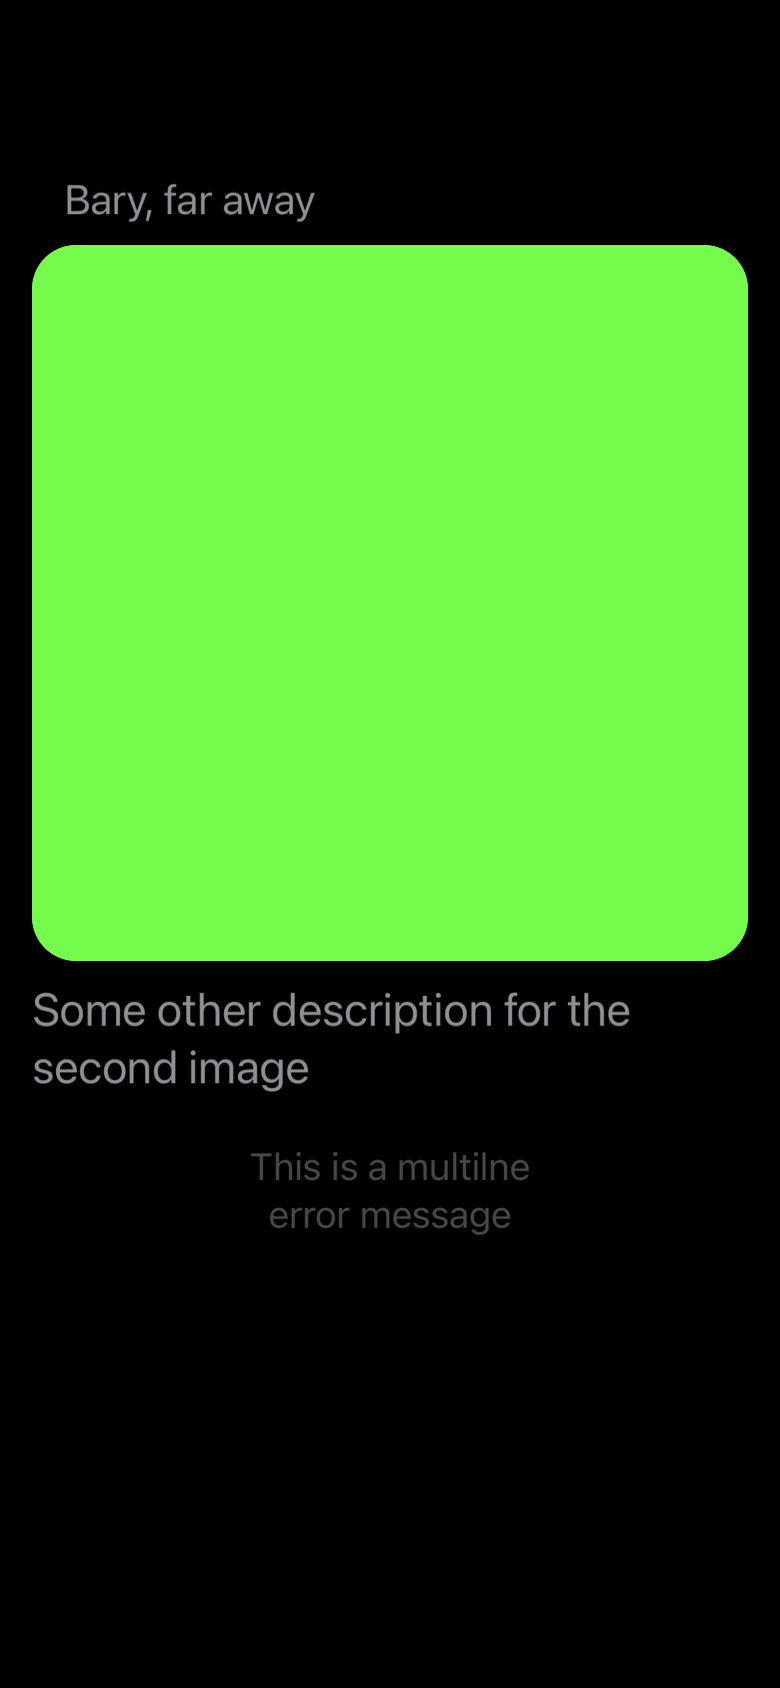 Bary, far away
Some other description for the
second image
This is a multilne
error message